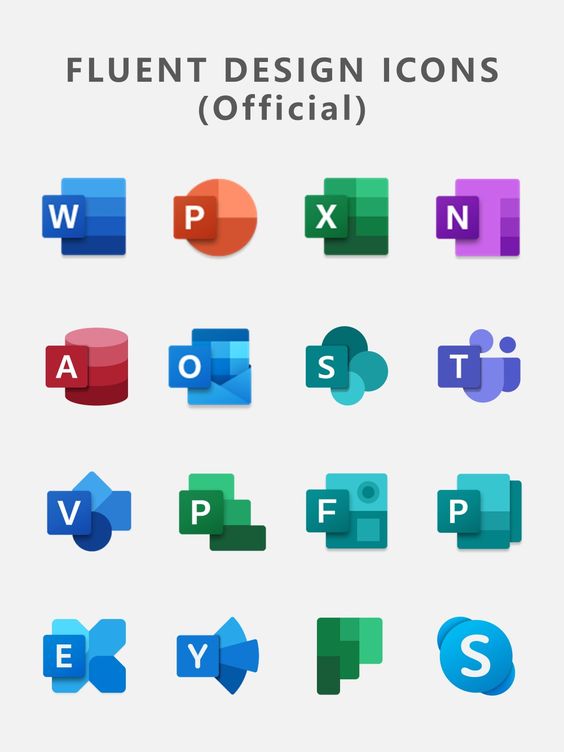 FLUENT DESIGN ICONS
(Official)
W P X N
A O S T
V P F P
E Y S